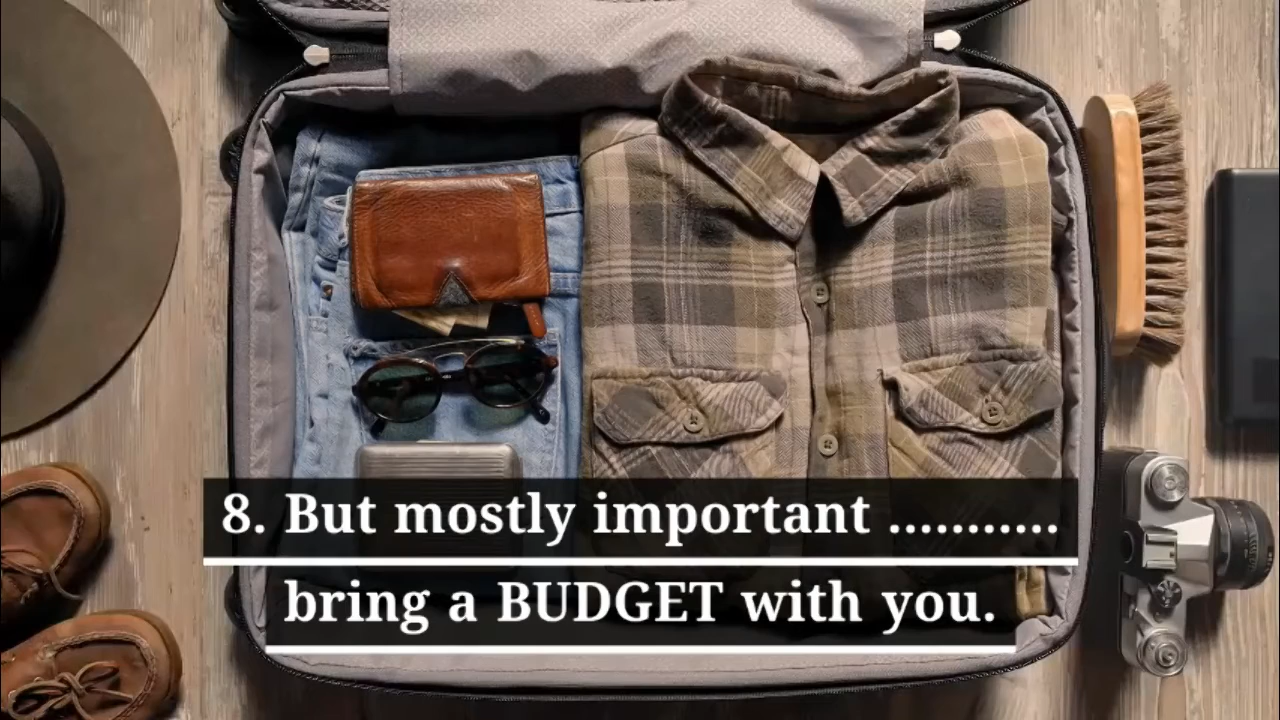 8. But mostly important ...........
bring a BUDGET with you.